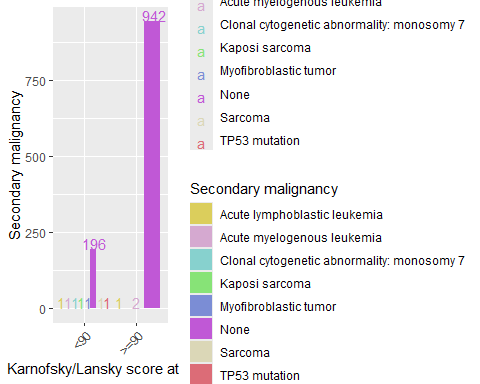 Acute myelogenous leukemia
a Clonal cytogenetic abnormality: monosomy 7
a Kaposi sarcoma
a Myofibroblastic tumor
a None
a Sarcoma
a TP53 mutation
Secondary malignancy
Acute lymphoblastic leukemia
Acute myelogenous leukemia
Clonal cytogenetic abnormality: monosomy 7
Kaposi sarcoma
Myofibroblastic tumor
None
Sarcoma
TP53 mutation
Secondary malignancy
750
500
250
0
942
196
1 1 1 1 1 1 1 1 2
<90
>=90
Karnofsky/Lansky score at